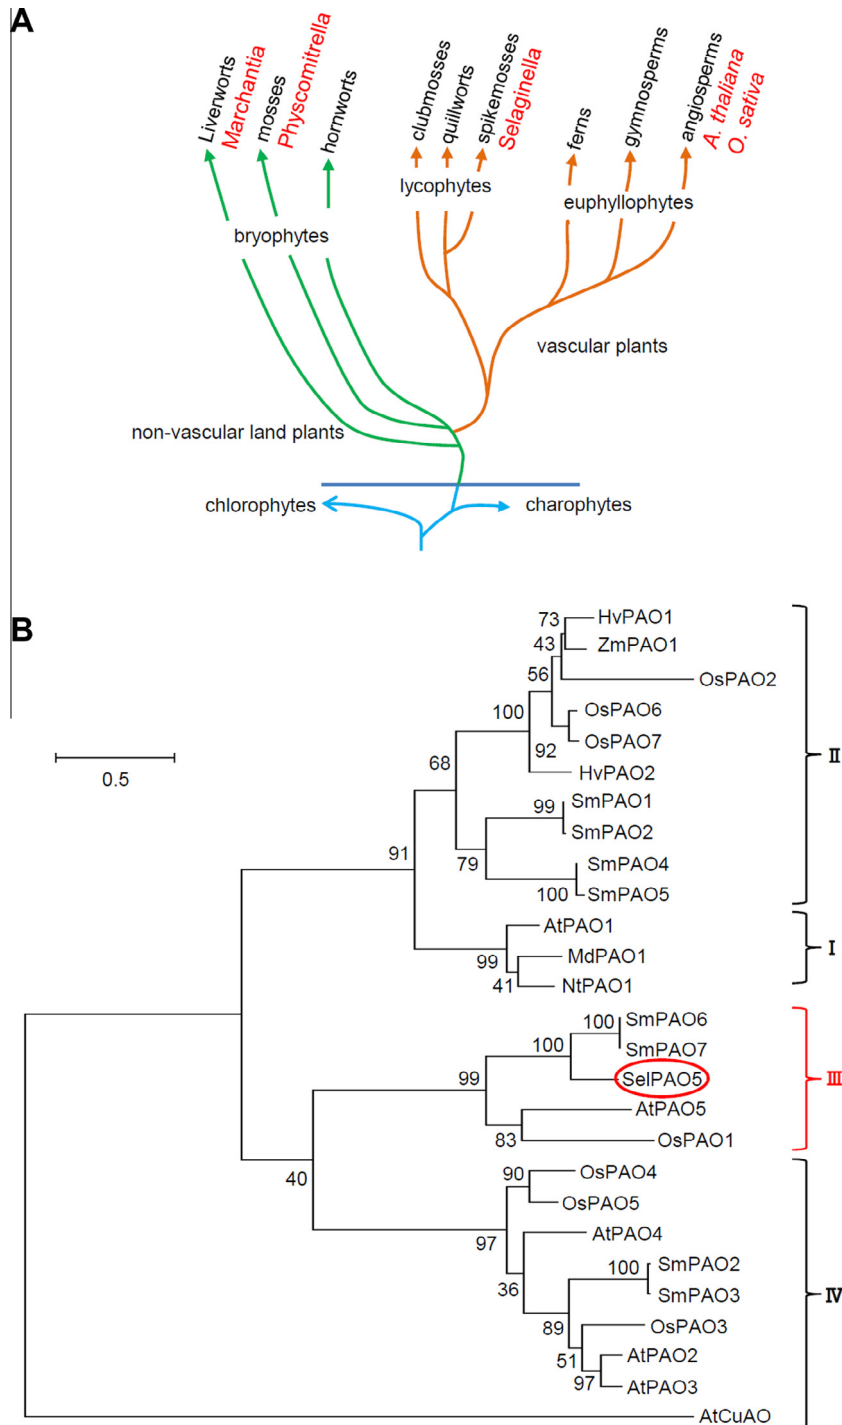 A
Liverworts
Marchantia
mosses
Physcomitrella
hornworts
clubmosses
quillworts
spikemosses
Selaginella
ferns
gymnosperms
angiosperms
A. thaliana
O. sativa
lycophytes
euphyllophytes
bryophytes
vascular plants
non-vascular land plants
chlorophytes
charophytes
B
0.5
73
HvPAO1
43
ZmPAO1
56
OsPAO2
100
OsPAO6
OsPAO7
92
68
HvPAO2
99
SmPAO1
SmPAO2
91
79
SmPAO4
100
SmPAO5
II
AtPAO1
99
MdPAO1
41
NtPAO1
I
100
SmPAO6
100
SmPAO7
99
SelPAO5
AtPAO5
83
OsPAO1
III
40
90
OsPAO4
OsPAO5
97
AtPAO4
36
100
SmPAO2
SmPAO3
89
OsPAO3
51
AtPAO2
97
AtPAO3
IV
AtCuAO